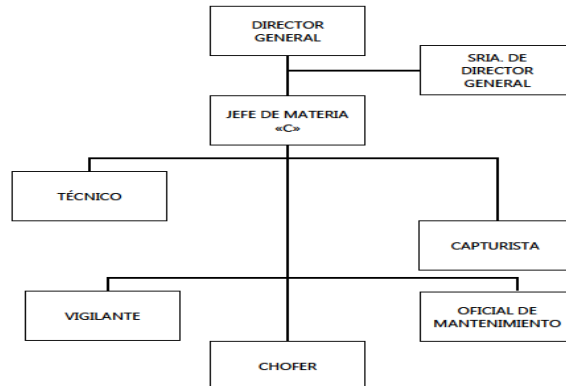 DIRECTOR
GENERAL
SRIA. DE
DIRECTOR
GENERAL
JEFE DE MATERIA
«C»
TÉCNICO
CAPTURISTA
VIGILANTE
OFICIAL DE
MANTENIMIENTO
CHOFER